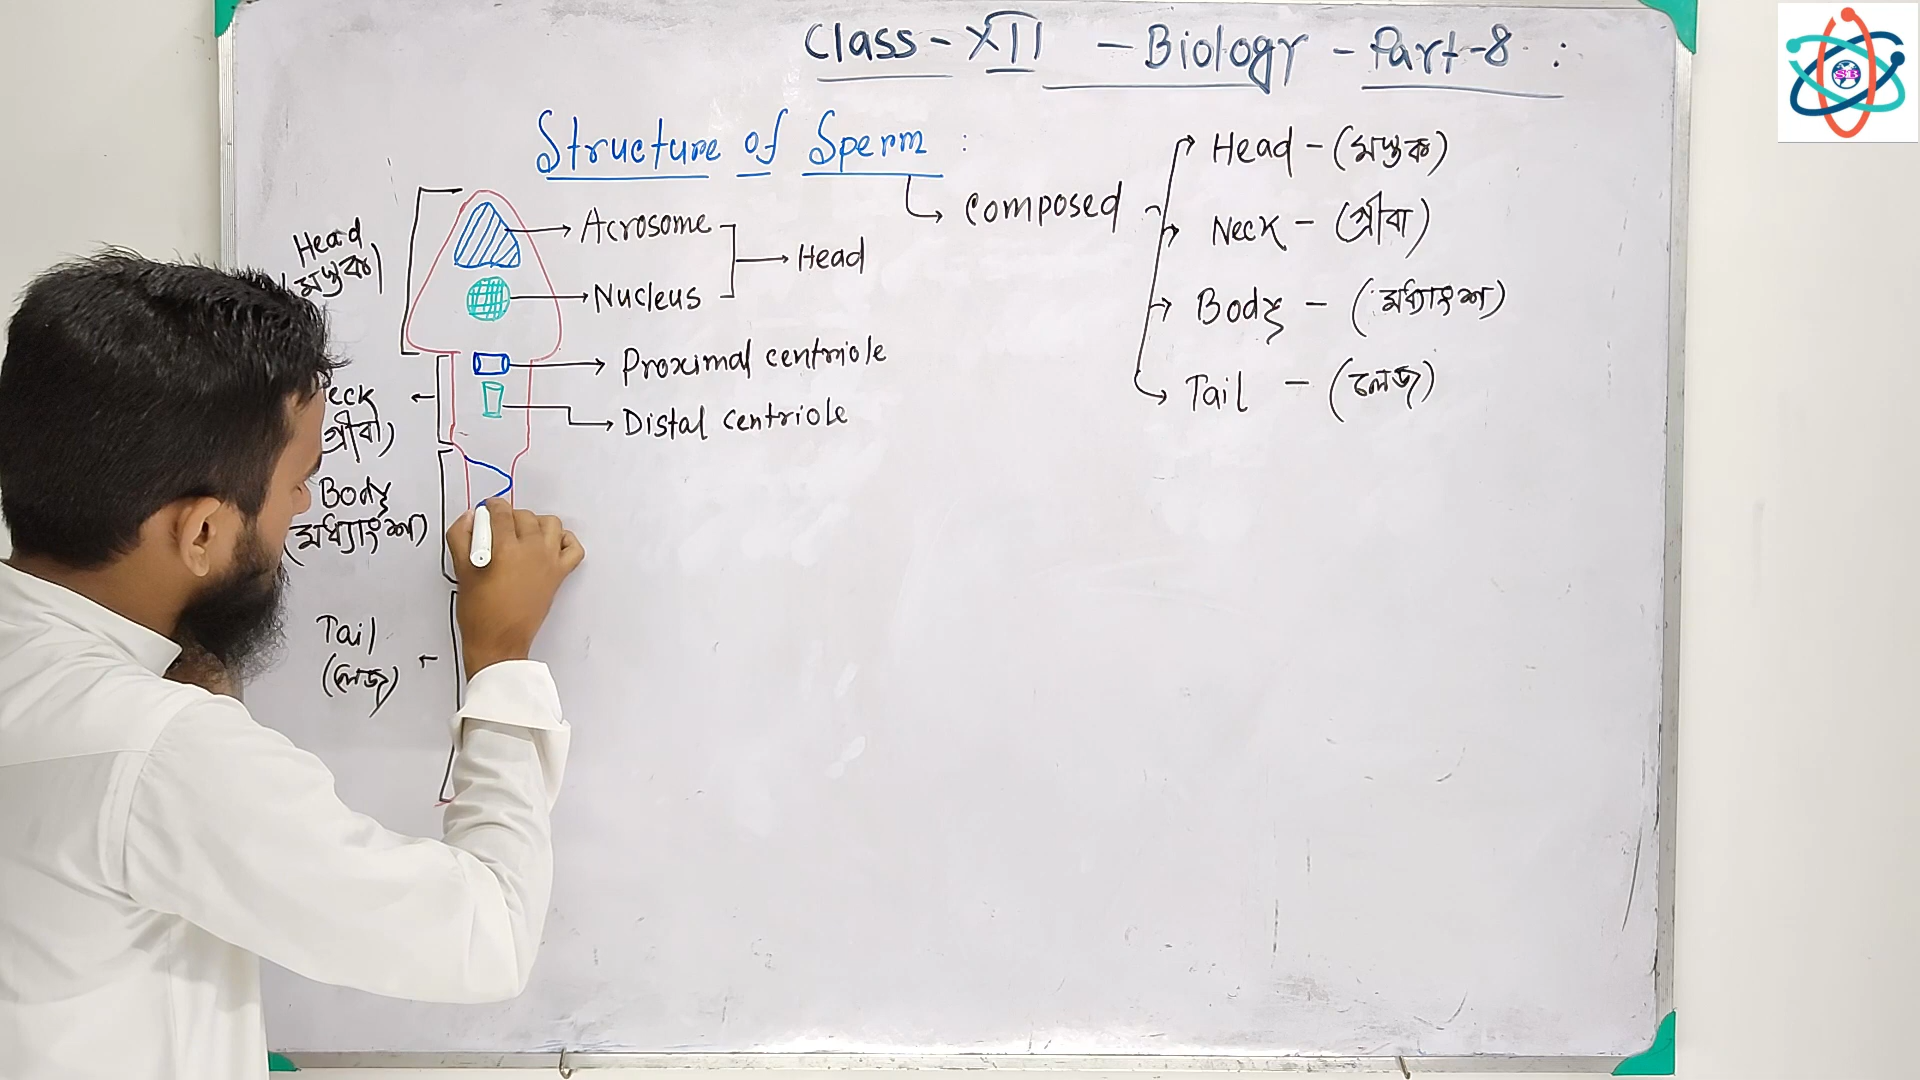 Class - XII - Biology - Part-8 :
Structure of Sperm :
composed
Head - (মস্তক)
Neck - (গ্রীবা)
Body - (মধ্যাংশ)
Tail - (লেজ)
Acrosome
Nucleus
Head
Proximal centriole
Distal centriole
Head
(মস্তক)
eck
গ্রীবা)
Body
(মধ্যাংশ)
Tail
(লেজ)
SB